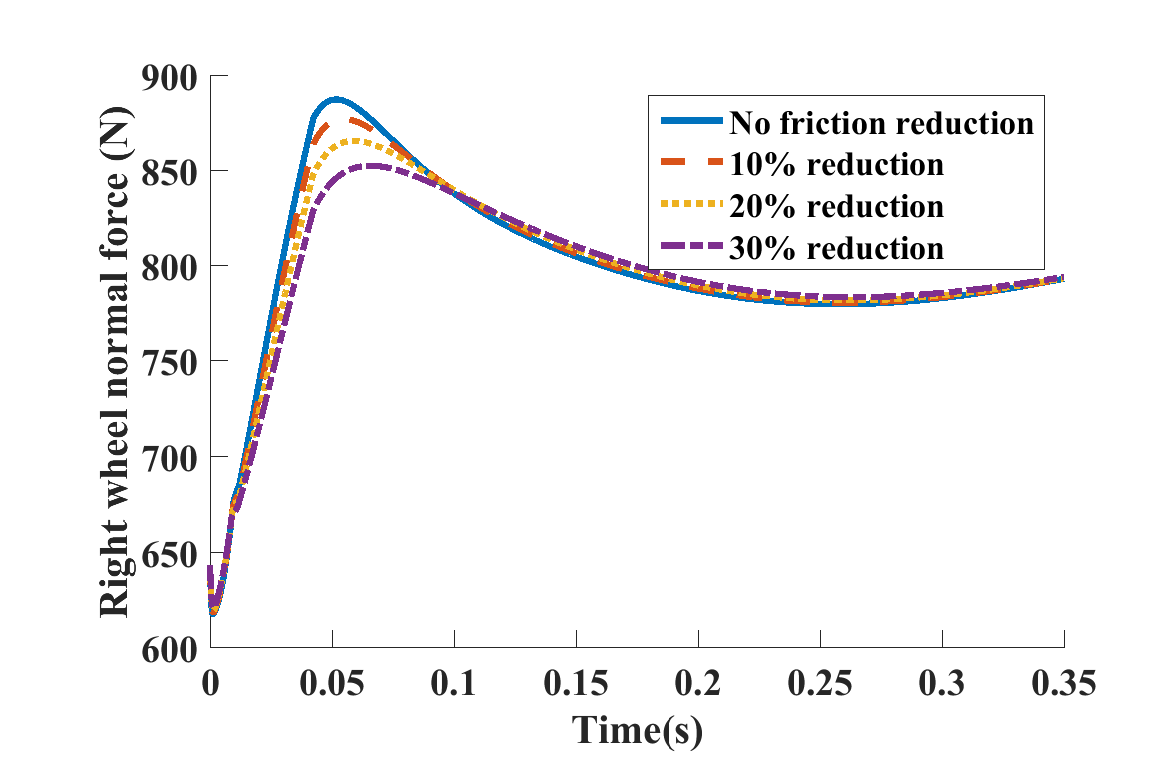 Right wheel normal force (N)
900
850
800
750
700
650
600
No friction reduction
10% reduction
20% reduction
30% reduction
0
0.05
0.1
0.15
0.2
0.25
0.3
0.35
Time(s)